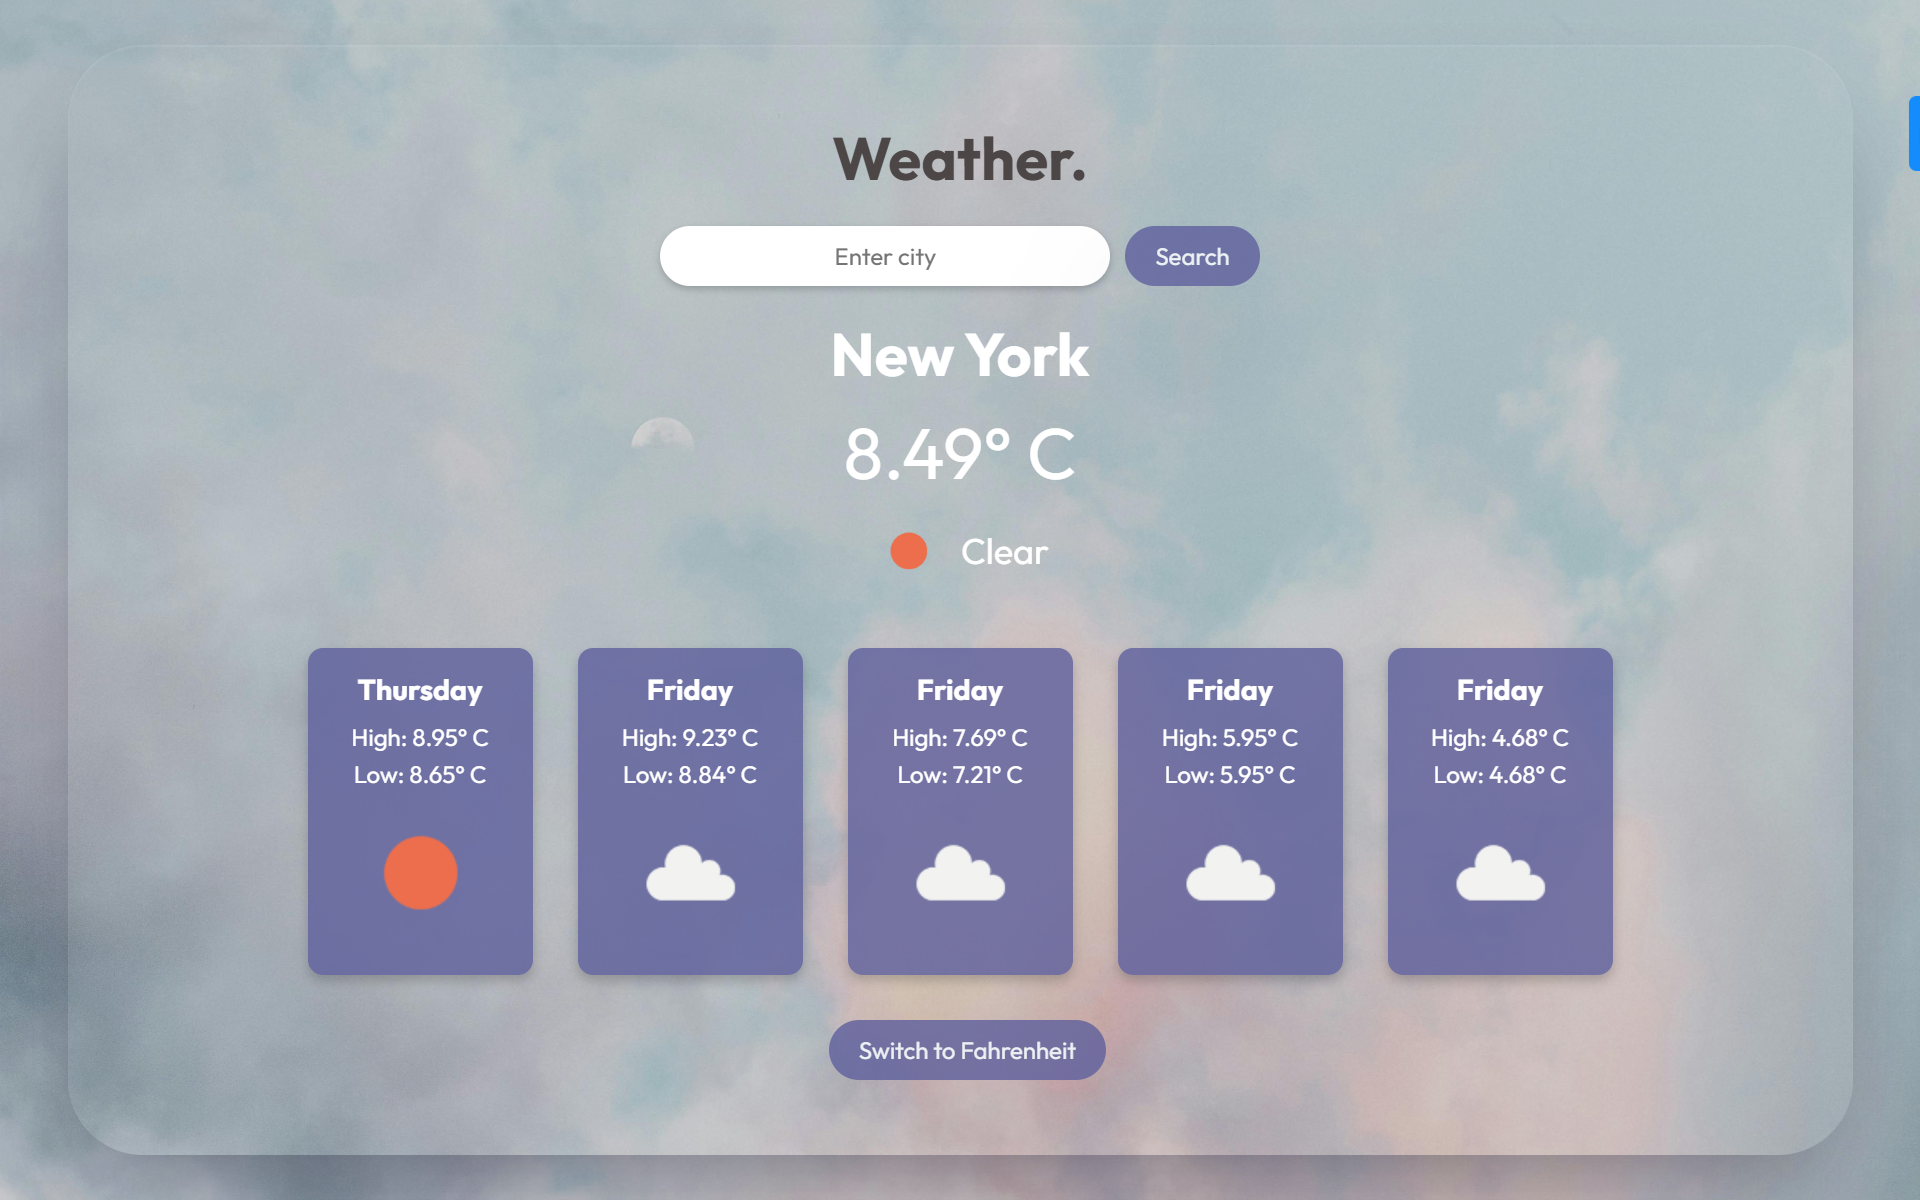 Weather.
Enter city
Search
New York
8.49° C
Clear
Thursday
High: 8.95° C
Low: 8.65° C
Friday
High: 9.23° C
Low: 8.84° C
Friday
High: 7.69° C
Low: 7.21° C
Friday
High: 5.95° C
Low: 5.95° C
Friday
High: 4.68° C
Low: 4.68° C
Switch to Fahrenheit